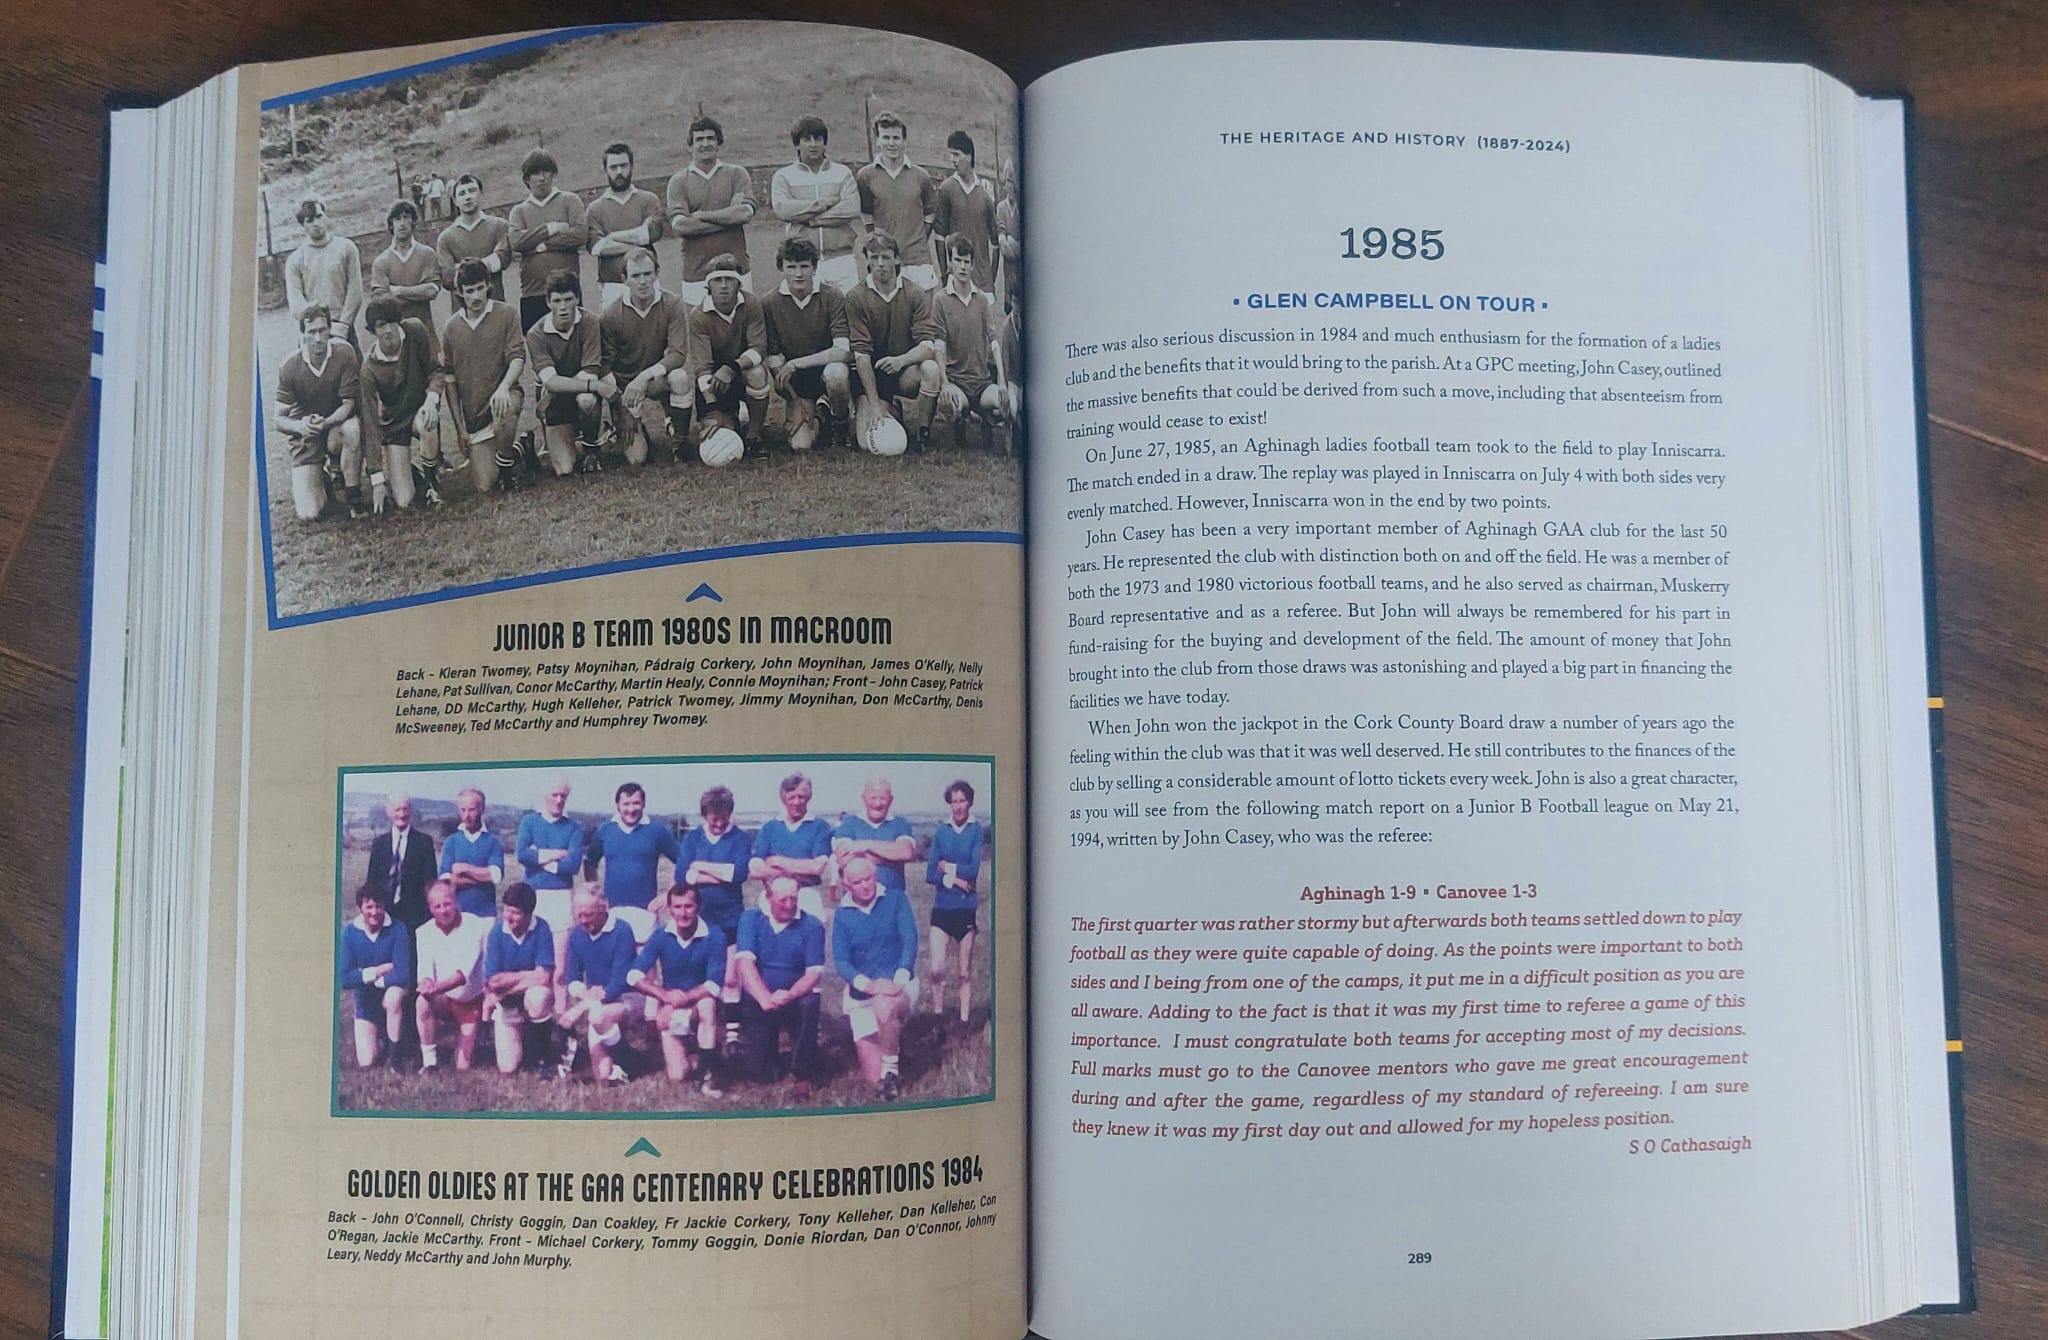 JUNIOR B TEAM 1980S IN MACROOM
Back – Kieran Twomey, Patsy Moynihan, Pádraig Corkery, John Moynihan, James O'Kelly, Nelly
Lehane, Pat Sullivan, Conor McCarthy, Martin Healy, Connie Moynihan; Front – John Casey, Patrick
Lehane, DD McCarthy, Hugh Kelleher, Patrick Twomey, Jimmy Moynihan, Don McCarthy, Denis
McSweeney, Ted McCarthy and Humphrey Twomey.
GOLDEN OLDIES AT THE GAA CENTENARY CELEBRATIONS 1984
Back – John O'Connell, Christy Goggin, Dan Coakley, Fr Jackie Corkery, Tony Kelleher, Dan Kelleher, Con
O'Regan, Jackie McCarthy. Front – Michael Corkery, Tommy Goggin, Donie Riordan, Dan O'Connor, Johnny
Leary, Neddy McCarthy and John Murphy.
THE HERITAGE AND HISTORY (1887-2024)
1985
▪ GLEN CAMPBELL ON TOUR ▪
There was also serious discussion in 1984 and much enthusiasm for the formation of a ladies
club and the benefits that it would bring to the parish. At a GPC meeting, John Casey, outlined
the massive benefits that could be derived from such a move, including that absenteeism from
training would cease to exist!
On June 27, 1985, an Aghinagh ladies football team took to the field to play Inniscarra.
The match ended in a draw. The replay was played in Inniscarra on July 4 with both sides very
evenly matched. However, Inniscarra won in the end by two points.
John Casey has been a very important member of Aghinagh GAA club for the last 50
years. He represented the club with distinction both on and off the field. He was a member of
both the 1973 and 1980 victorious football teams, and he also served as chairman, Muskerry
Board representative and as a referee. But John will always be remembered for his part in
fund-raising for the buying and development of the field. The amount of money that John
brought into the club from those draws was astonishing and played a big part in financing the
facilities we have today.
When John won the jackpot in the Cork County Board draw a number of years ago the
feeling within the club was that it was well deserved. He still contributes to the finances of the
club by selling a considerable amount of lotto tickets every week. John is also a great character,
as you will see from the following match report on a Junior B Football league on May 21,
1994, written by John Casey, who was the referee:
Aghinagh 1-9 ▪ Canovee 1-3
The first quarter was rather stormy but afterwards both teams settled down to play
football as they were quite capable of doing. As the points were important to both
sides and I being from one of the camps, it put me in a difficult position as you are
all aware. Adding to the fact is that it was my first time to referee a game of this
importance. I must congratulate both teams for accepting most of my decisions.
Full marks must go to the Canovee mentors who gave me great encouragement
during and after the game, regardless of my standard of refereeing. I am sure
they knew it was my first day out and allowed for my hopeless position.
S O Cathasaigh
289